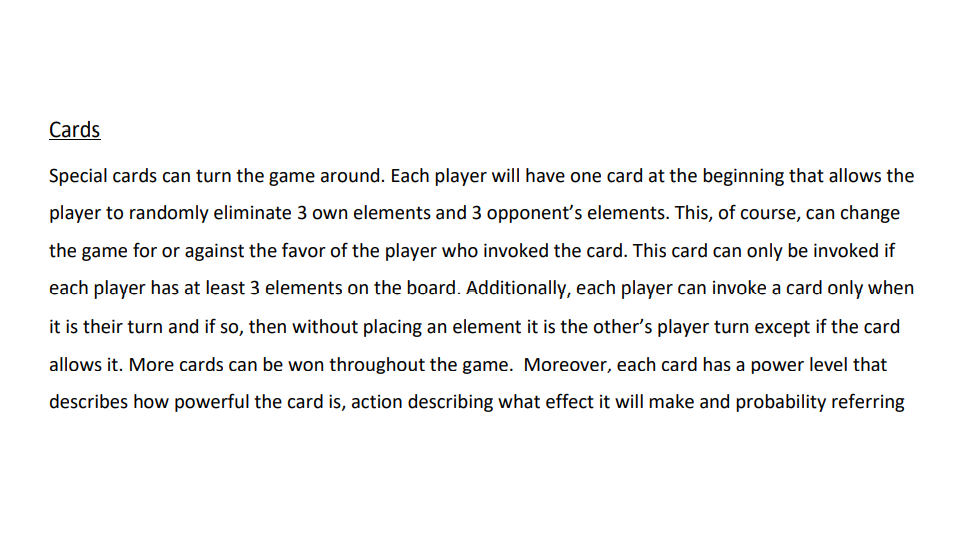 Cards
Special cards can turn the game around. Each player will have one card at the beginning that allows the
player to randomly eliminate 3 own elements and 3 opponent’s elements. This, of course, can change
the game for or against the favor of the player who invoked the card. This card can only be invoked if
each player has at least 3 elements on the board. Additionally, each player can invoke a card only when
it is their turn and if so, then without placing an element it is the other’s player turn except if the card
allows it. More cards can be won throughout the game.  Moreover, each card has a power level that
describes how powerful the card is, action describing what effect it will make and probability referring